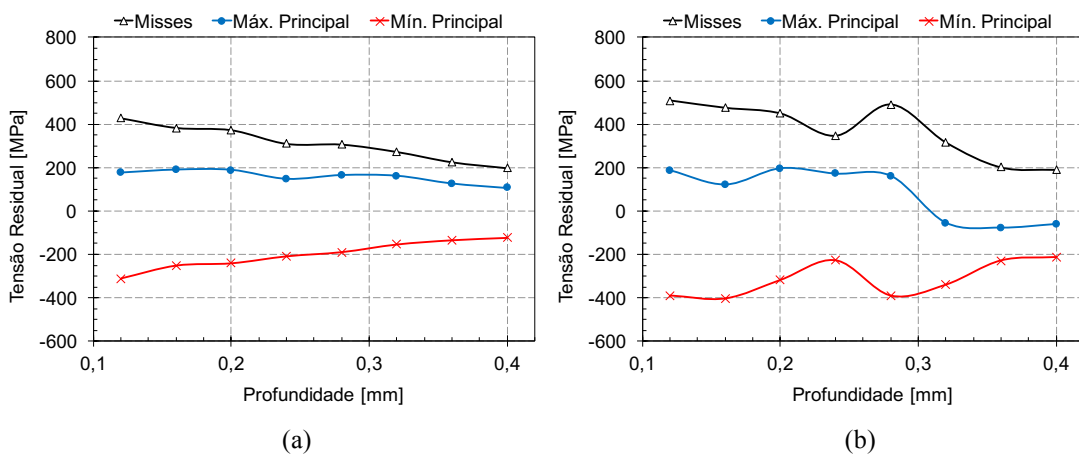 Misses Máx. Principal Mín. Principal
800
600
400
200
0
-200
-400
-600
Tensão Residual [MPa]
0,1 0,2 0,3 0,4
Profundidade [mm]
(a)
Misses Máx. Principal Mín. Principal
800
600
400
200
0
-200
-400
-600
Tensão Residual [MPa]
0,1 0,2 0,3 0,4
Profundidade [mm]
(b)